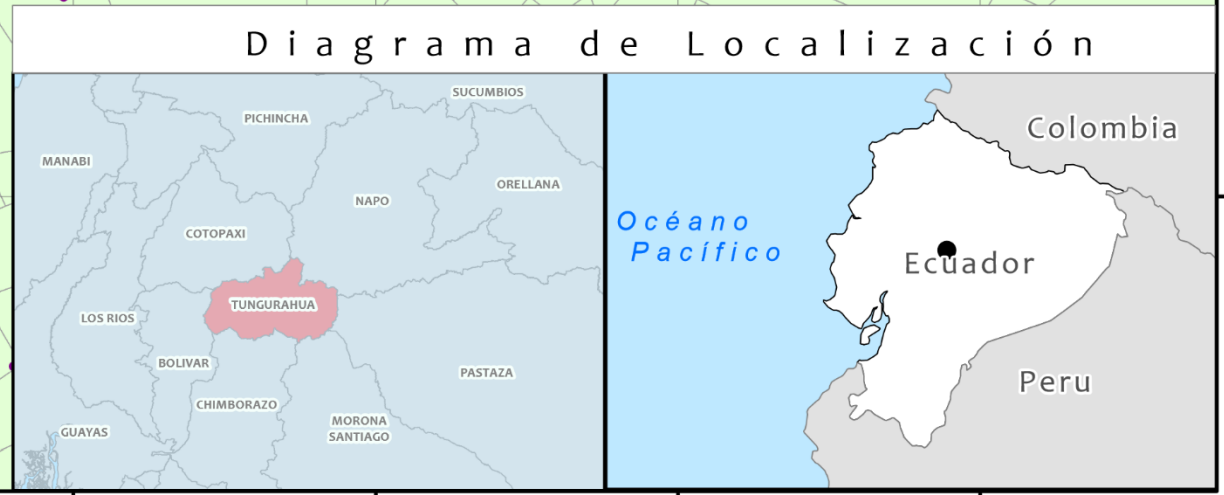 Diagrama de Localización
SUCUMBIOS
PICHINCHA
MANABI
ORELLANA
NAPO
COTOPAXI
TUNGURAHUA
LOS RIOS
BOLIVAR
PASTAZA
CHIMBORAZO
MORONA
SANTIAGO
GUAYAS
Colombia
Océano
Pacífico
Ecuador
Peru